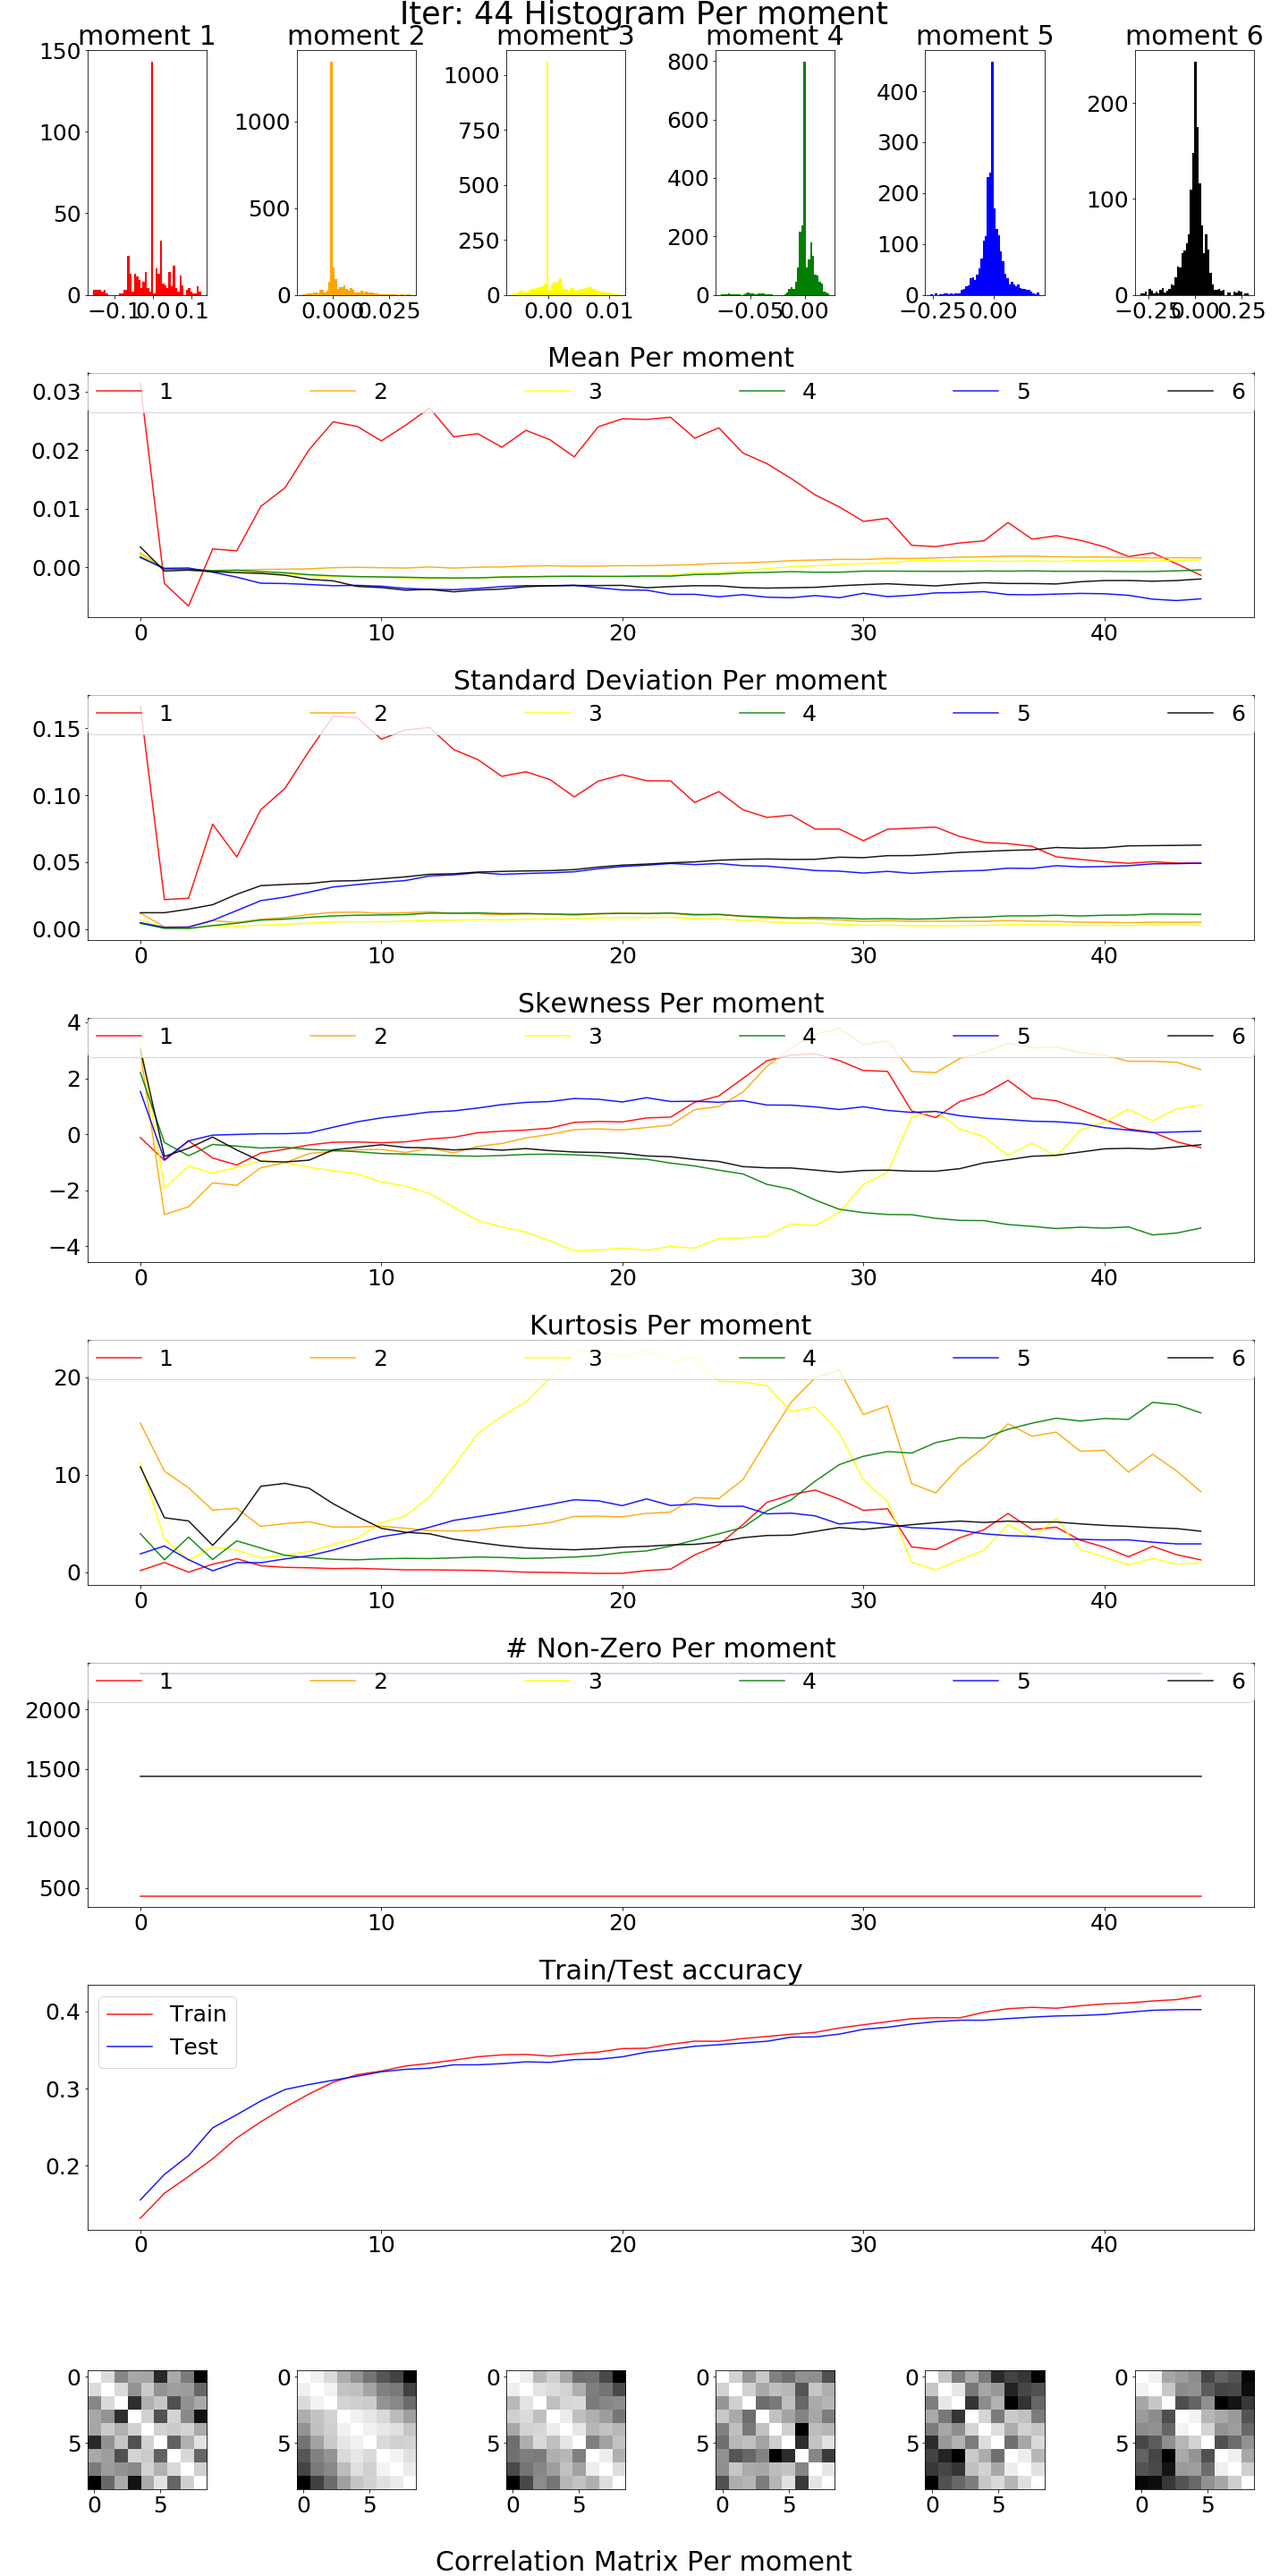 Iter: 44 Histogram Per moment
moment 1 moment 2 moment 3 moment 4 moment 5 moment 6
150 100 50 0
−0.1 0.0 0.1
1000 500 0
0.000 0.025
1000 750 500 250 0
0.00 0.01
800 600 400 200 0
−0.05 0.00
400 300 200 100 0
−0.25 0.00
200 100 0
−0.25 0.00 0.25
Mean Per moment
1 2 3 4 5 6
0.03
0.02
0.01
0.00
0 10 20 30 40
Standard Deviation Per moment
1 2 3 4 5 6
0.15
0.10
0.05
0.00
0 10 20 30 40
Skewness Per moment
1 2 3 4 5 6
4
2
0
−2
−4
0 10 20 30 40
Kurtosis Per moment
1 2 3 4 5 6
20
10
0
0 10 20 30 40
# Non-Zero Per moment
1 2 3 4 5 6
2000
1500
1000
500
0 10 20 30 40
Train/Test accuracy
Train
Test
0.4
0.3
0.2
0 10 20 30 40
0 0 0 0 0 0
5 5 5 5 5 5
0 5 0 5 0 5 0 5 0 5 0 5
Correlation Matrix Per moment